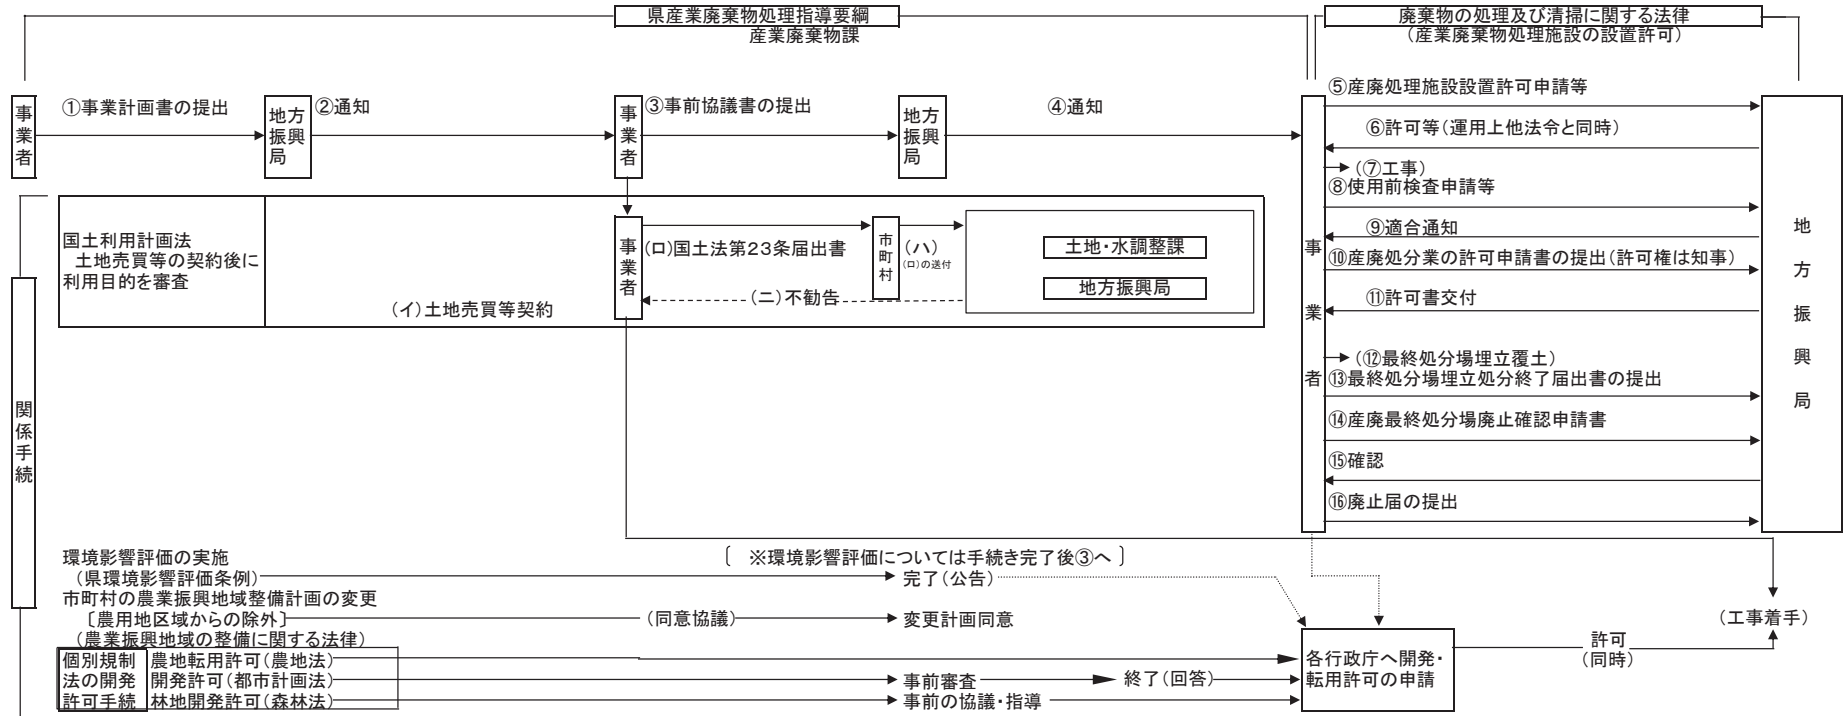 県産業廃棄物処理指導要綱
産業廃棄物課
廃棄物の処理及び清掃に関する法律
(産業廃棄物処理施設の設置許可)
事業者
①事業計画書の提出
地方振興局
②通知
事業者
③事前協議書の提出
地方振興局
④通知
事業者
⑤産廃処理施設設置許可申請等
⑥許可等(運用上他法令と同時)
(⑦工事)
⑧使用前検査申請等
⑨適合通知
⑩産廃処分業の許可申請書の提出(許可権は知事)
⑪許可書交付
(⑫最終処分場埋立覆土)
⑬最終処分場埋立処分終了届出書の提出
⑭産廃最終処分場廃止確認申請書
⑮確認
⑯廃止届の提出
地方振興局
関係手続
国土利用計画法
土地売買等の契約後に
利用目的を審査
(イ)土地売買等契約
事業者
(ロ)国土法第23条届出書
市町村
(ハ)
(ロ)の送付
土地・水調整課
地方振興局
(ニ)不勧告
環境影響評価の実施
(県環境影響評価条例)
〔 ※環境影響評価については手続き完了後③へ 〕
完了(公告)
市町村の農業振興地域整備計画の変更
〔農用地区域からの除外〕
(同意協議)
変更計画同意
(農業振興地域の整備に関する法律)
個別規制
法の開発
許可手続
農地転用許可(農地法)
開発許可(都市計画法)
事前審査
終了(回答)
林地開発許可(森林法)
事前の協議・指導
各行政庁へ開発・
転用許可の申請
許可
(同時)
(工事着手)